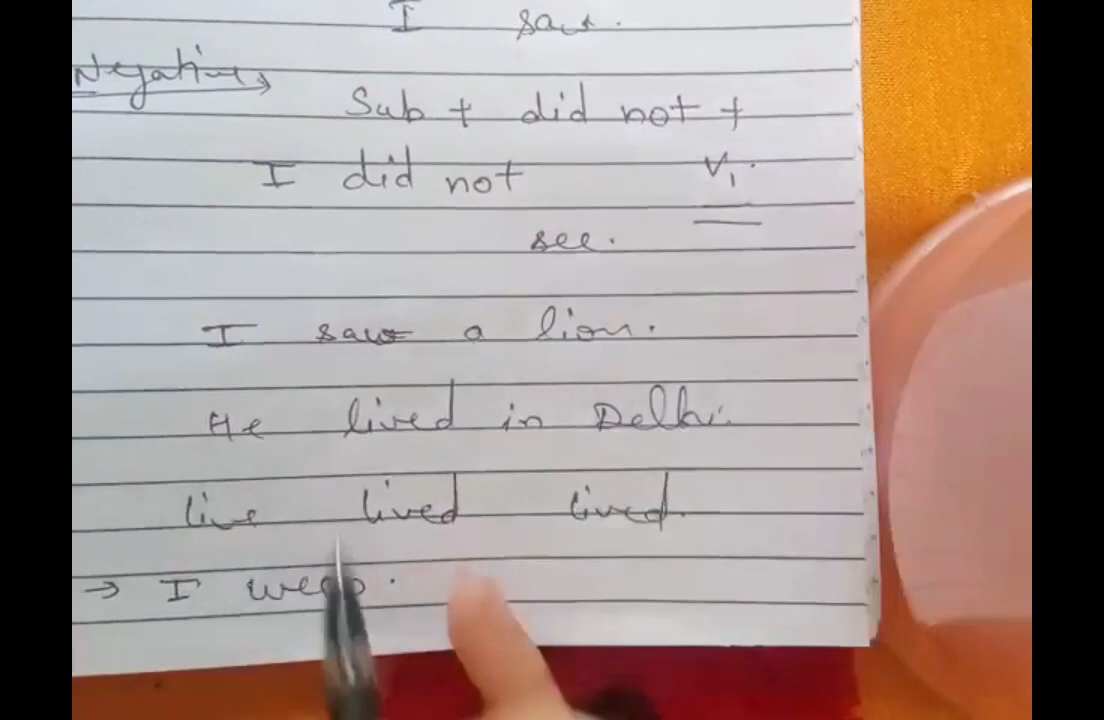 I saw.
Negative → Sub + did not +
I did not V1.
see.
I saw a lion.
He lived in Delhi.
live lived lived.
→ I